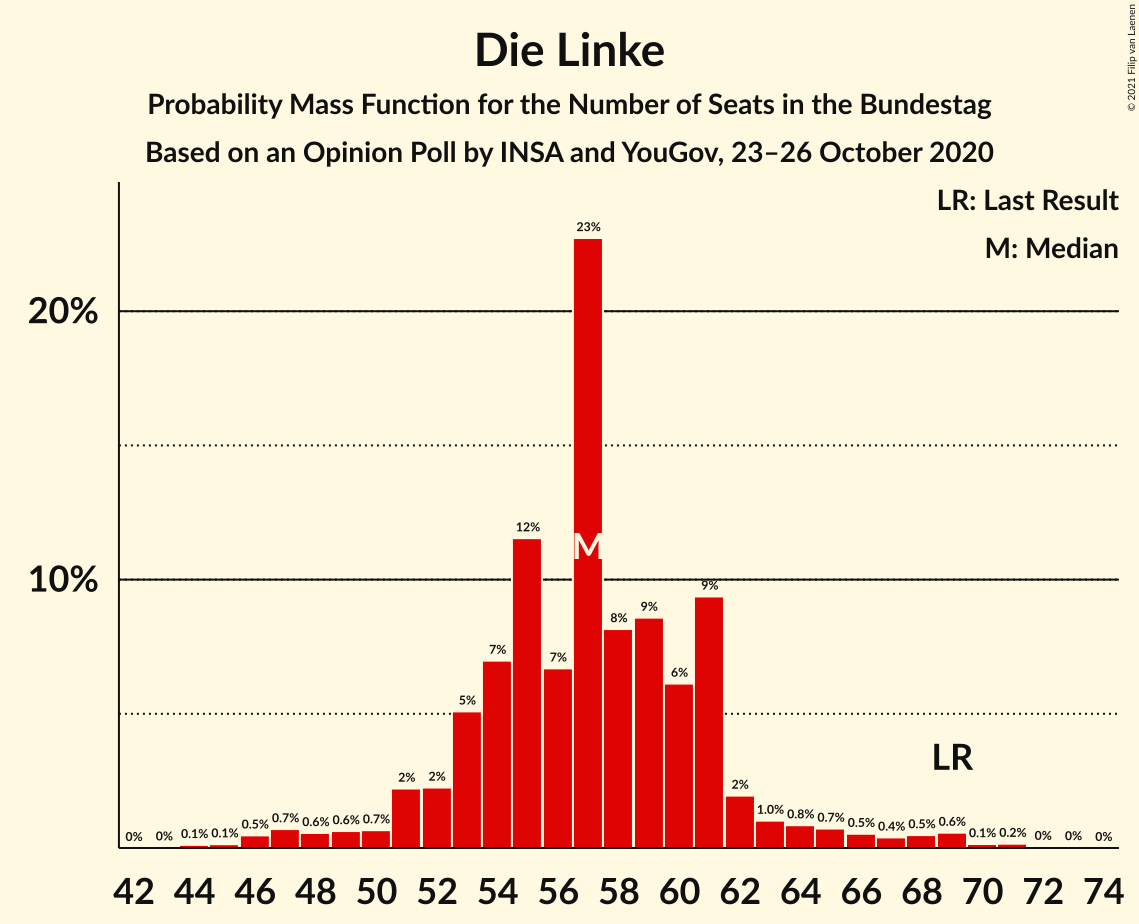 Die Linke
Probability Mass Function for the Number of Seats in the Bundestag
Based on an Opinion Poll by INSA and YouGov, 23–26 October 2020
© 2021 Filip van Laenen
LR: Last Result
M: Median
20%
10%
0% 0% 0.1% 0.1% 0.5% 0.7% 0.6% 0.6% 0.7% 2% 2% 5% 7% 12% 7% 23% 8% 9% 6% 9% 2% 1.0% 0.8% 0.7% 0.5% 0.4% 0.5% 0.6% 0.1% 0.2% 0% 0% 0%
M
LR
42 44 46 48 50 52 54 56 58 60 62 64 66 68 70 72 74